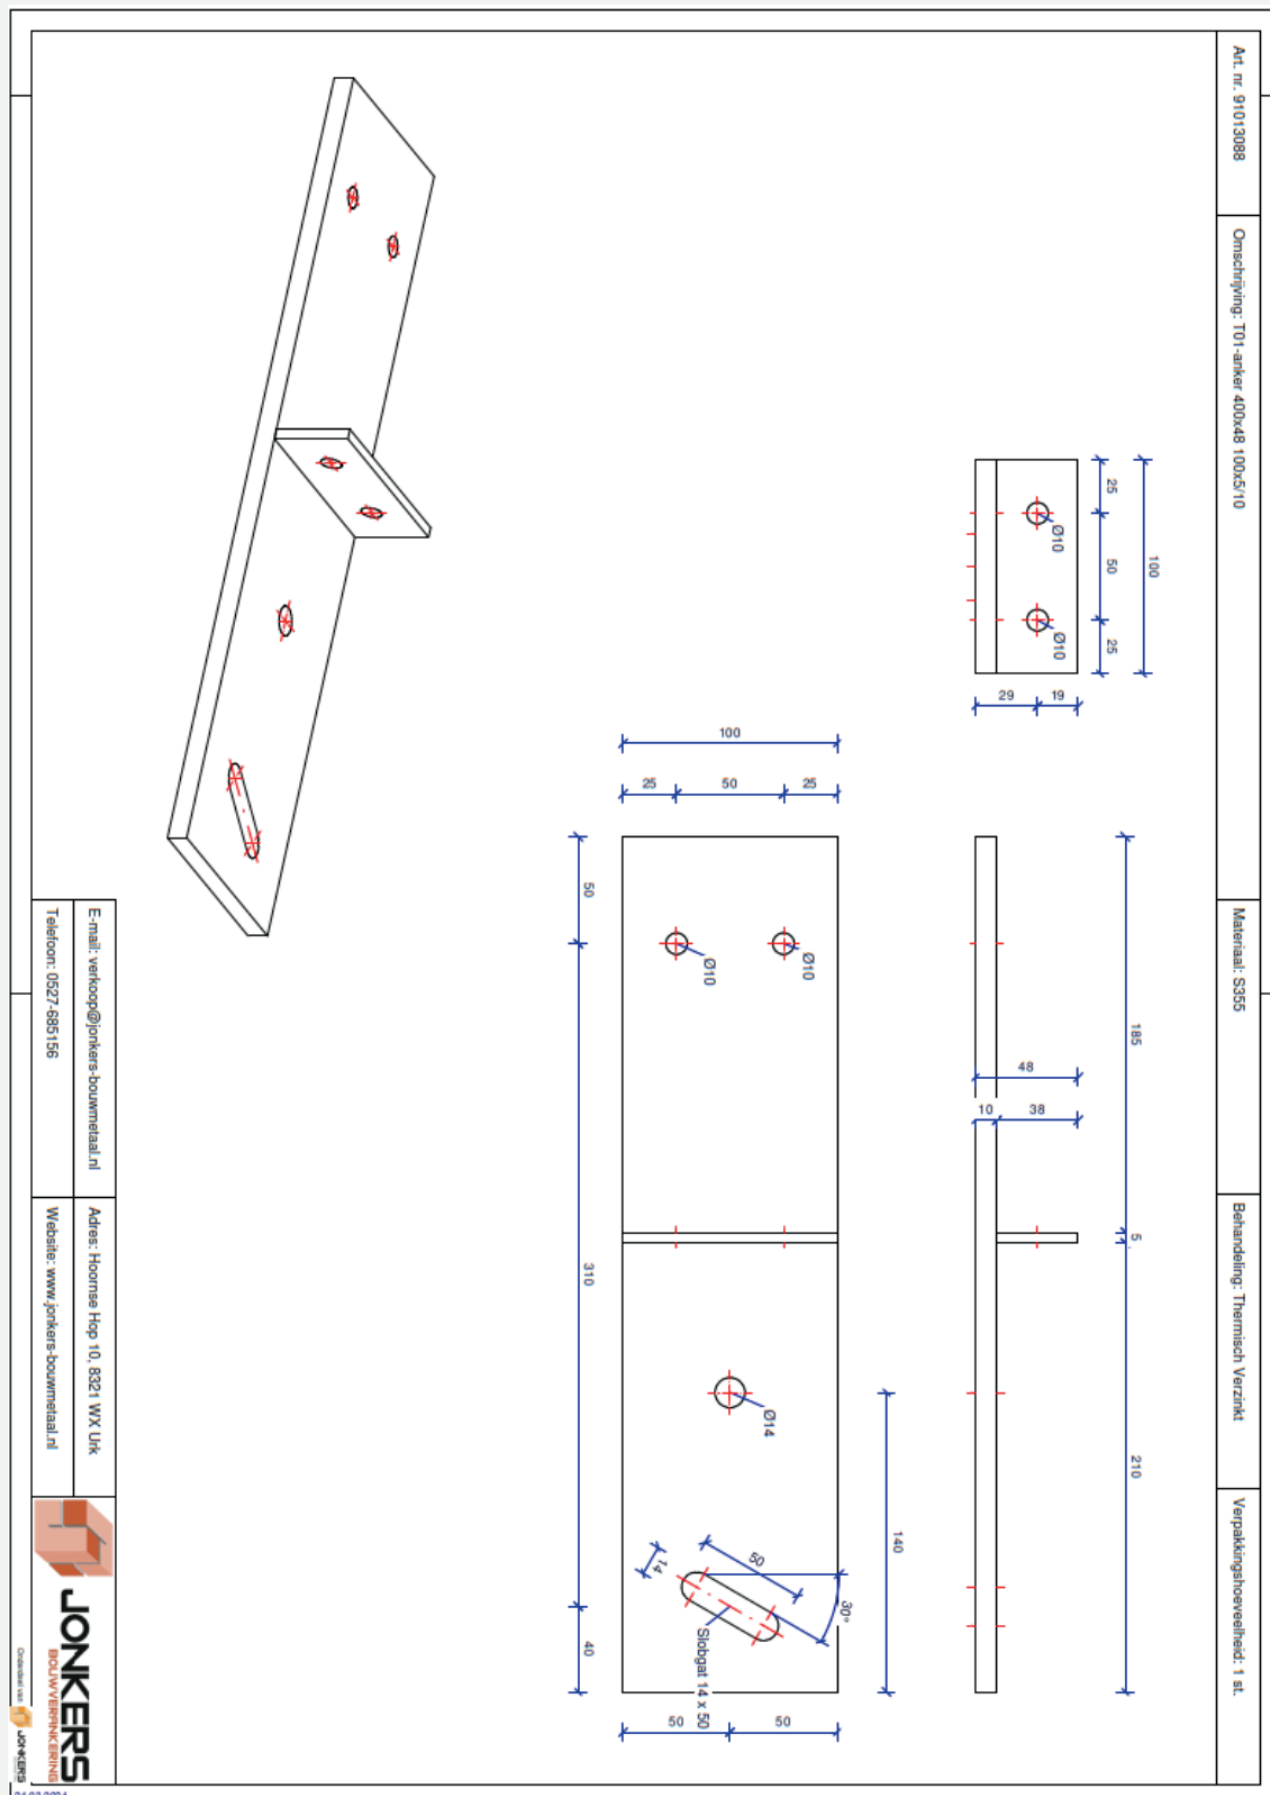 Art. nr. 91013088
Omschrijving: T01-anker 400x48 100x5/10
Materiaal: S355
Behandeling: Thermisch Verzinkt
Verpakkingshoeveelheid: 1 st.
100
25
50
25
Ø10
Ø10
29
19
185
5
210
48
10
38
100
25
50
25
50
310
40
Ø10
Ø10
Ø14
140
50
14
30°
Slobgat 14 x 50
50
50
E-mail: verkoop@jonkers-bouwmetaal.nl
Adres: Hoornse Hop 10, 8321 WX Urk
Telefoon: 0527-685156
Website: www.jonkers-bouwmetaal.nl
JONKERS
BOUWVERANKERING
Onderdeel van
JONKERS